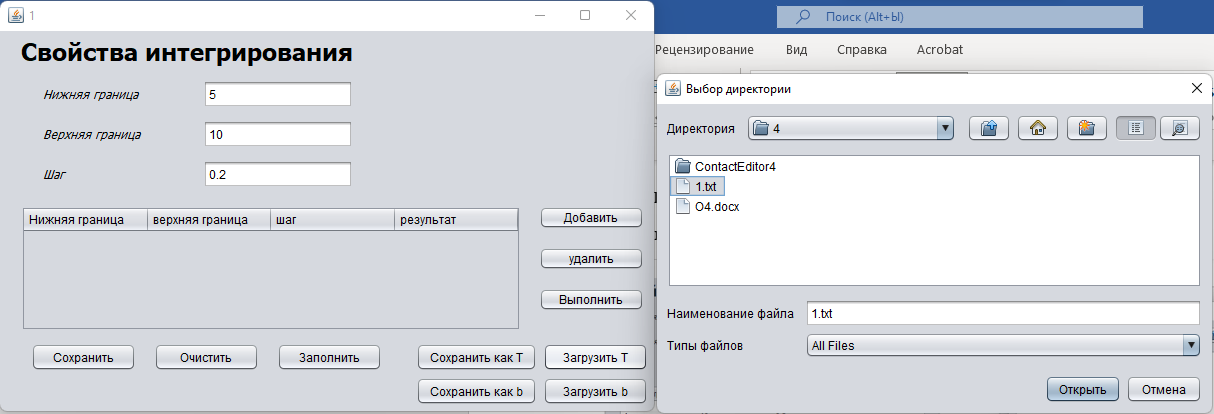 1
Свойства интегрирования
Нижняя граница
5
Верхняя граница
10
Шаг
0.2
Нижняя граница верхняя граница шаг результат
Добавить
удалить
Выполнить
Сохранить Очистить Заполнить Сохранить как Т Загрузить Т
Сохранить как b Загрузить b
Поиск (Alt+Ы)
Рецензирование Вид Справка Acrobat
Выбор директории
Директория 4
ContactEditor4
1.txt
O4.docx
Наименование файла 1.txt
Типы файлов All Files
Открыть Отмена